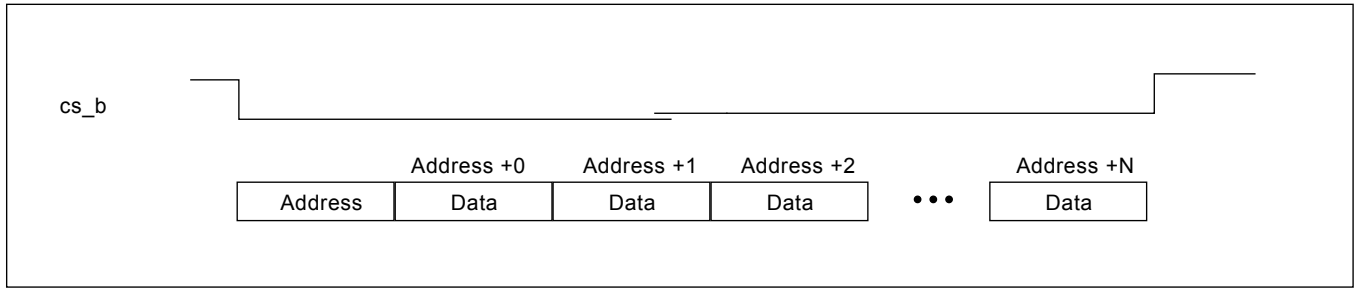 cs_b
Address +0 Address +1 Address +2 Address +N
Address Data Data Data ••• Data